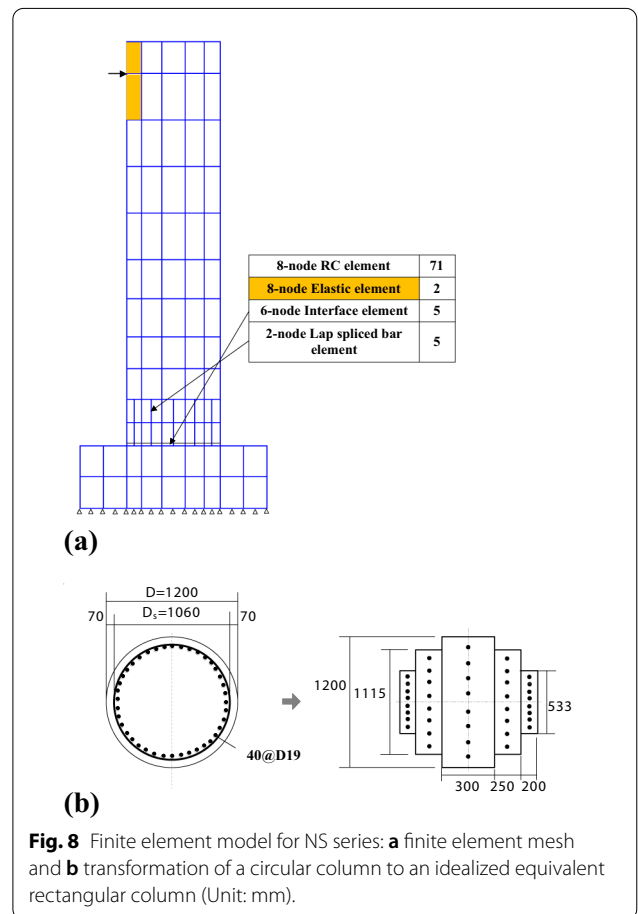 8-node RC element 71
8-node Elastic element 2
6-node Interface element 5
2-node Lap spliced bar
element 5
(a)
D=1200
70 Dₛ=1060 70
40@D19
1200
1115
533
300 250 200
(b)
Fig. 8 Finite element model for NS series: a finite element mesh
and b transformation of a circular column to an idealized equivalent
rectangular column (Unit: mm).